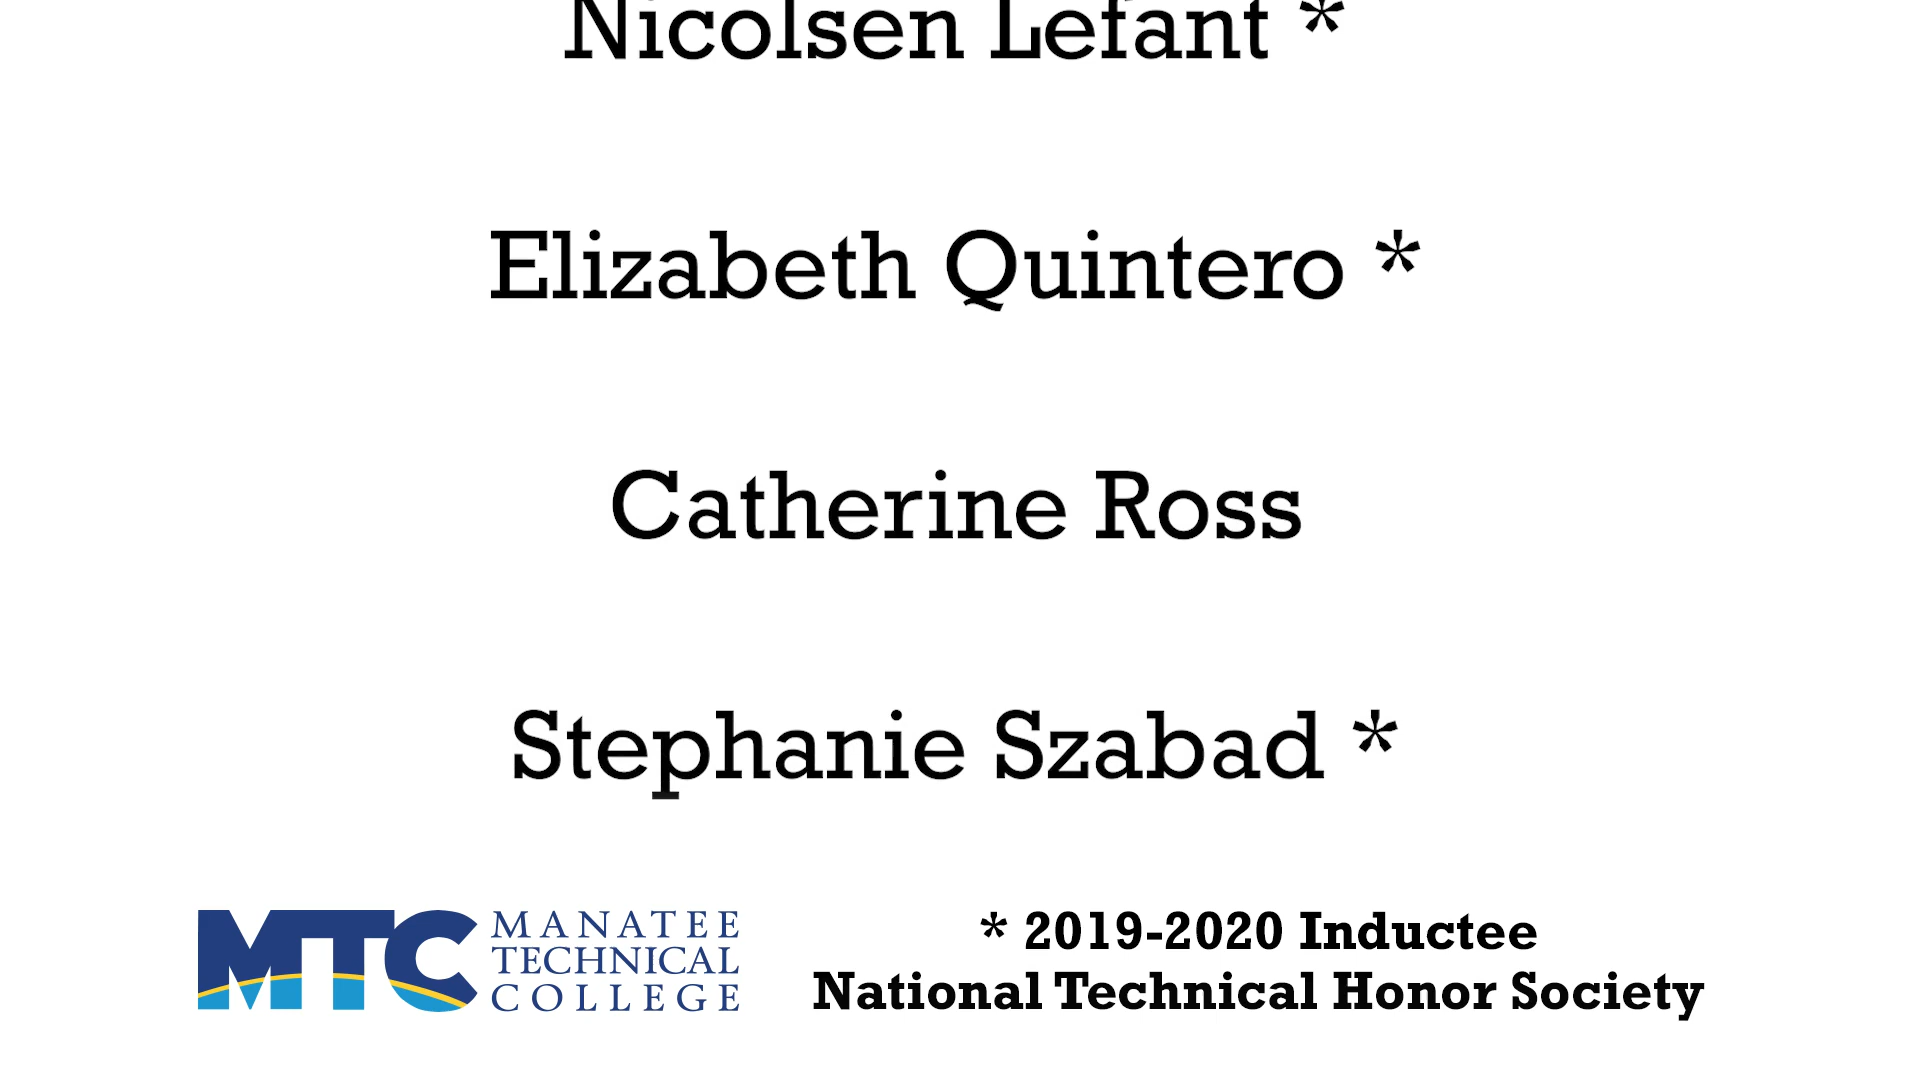 Nicolsen Lefant *
Elizabeth Quintero *
Catherine Ross
Stephanie Szabad *
MTC
MANATEE
TECHNICAL
COLLEGE
* 2019-2020 Inductee
National Technical Honor Society